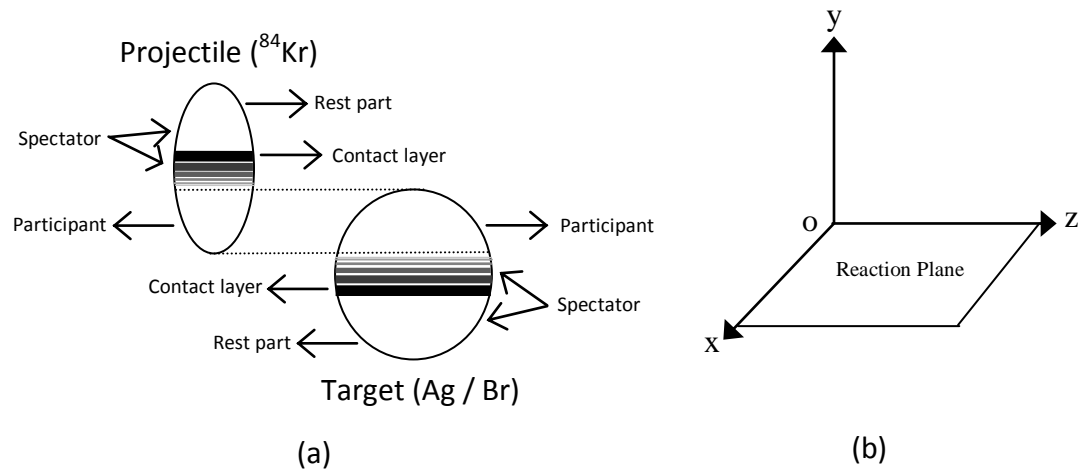 Projectile (⁸⁴Kr)
Rest part
Spectator
Contact layer
Participant
Participant
Contact layer
Spectator
Rest part
Target (Ag / Br)
(a)
y
O
z
Reaction Plane
x
(b)